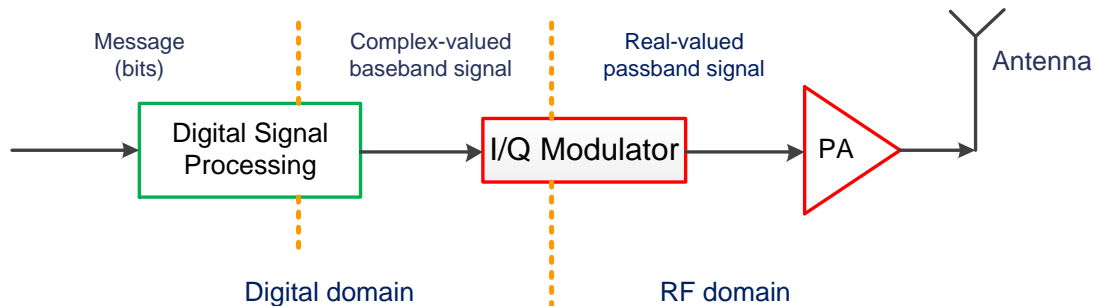 Message
(bits)
Complex-valued
baseband signal
Real-valued
passband signal
Antenna
Digital Signal
Processing
I/Q Modulator
PA
Digital domain
RF domain